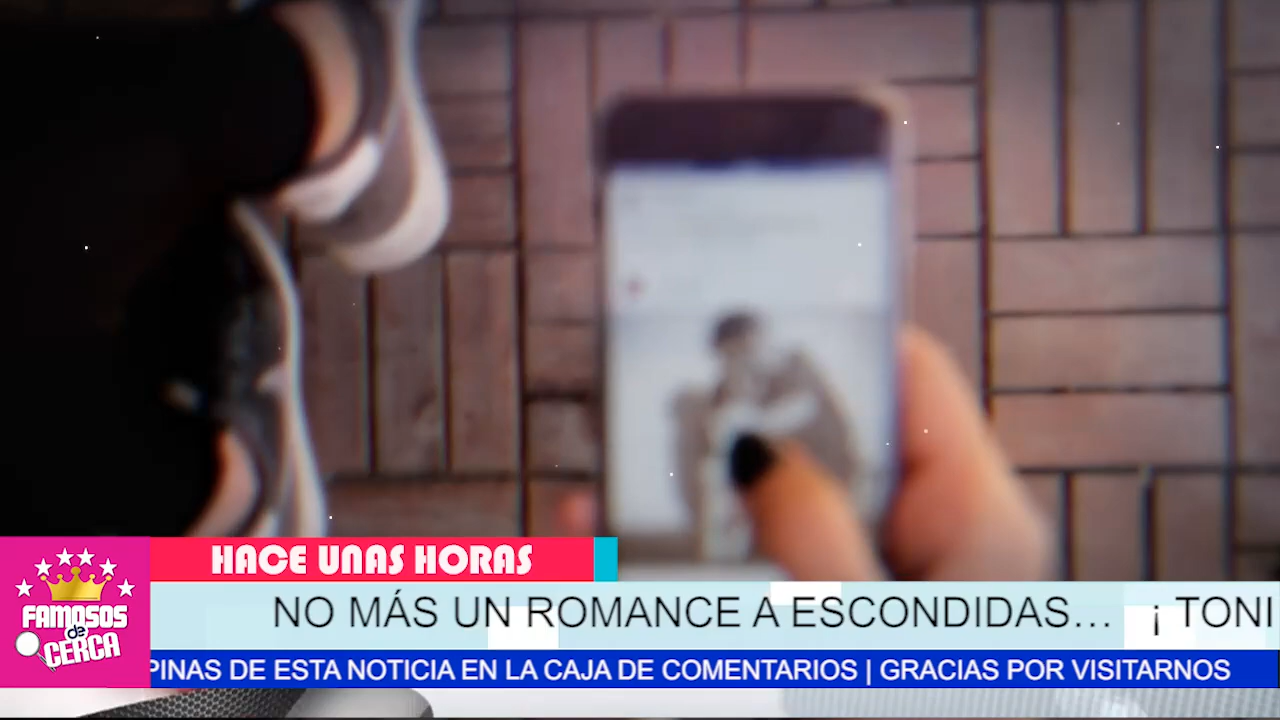 HACE UNAS HORAS
NO MÁS UN ROMANCE A ESCONDIDAS... ¡ TONI
FAMOSOS
de
CERCA
PINAS DE ESTA NOTICIA EN LA CAJA DE COMENTARIOS | GRACIAS POR VISITARNOS